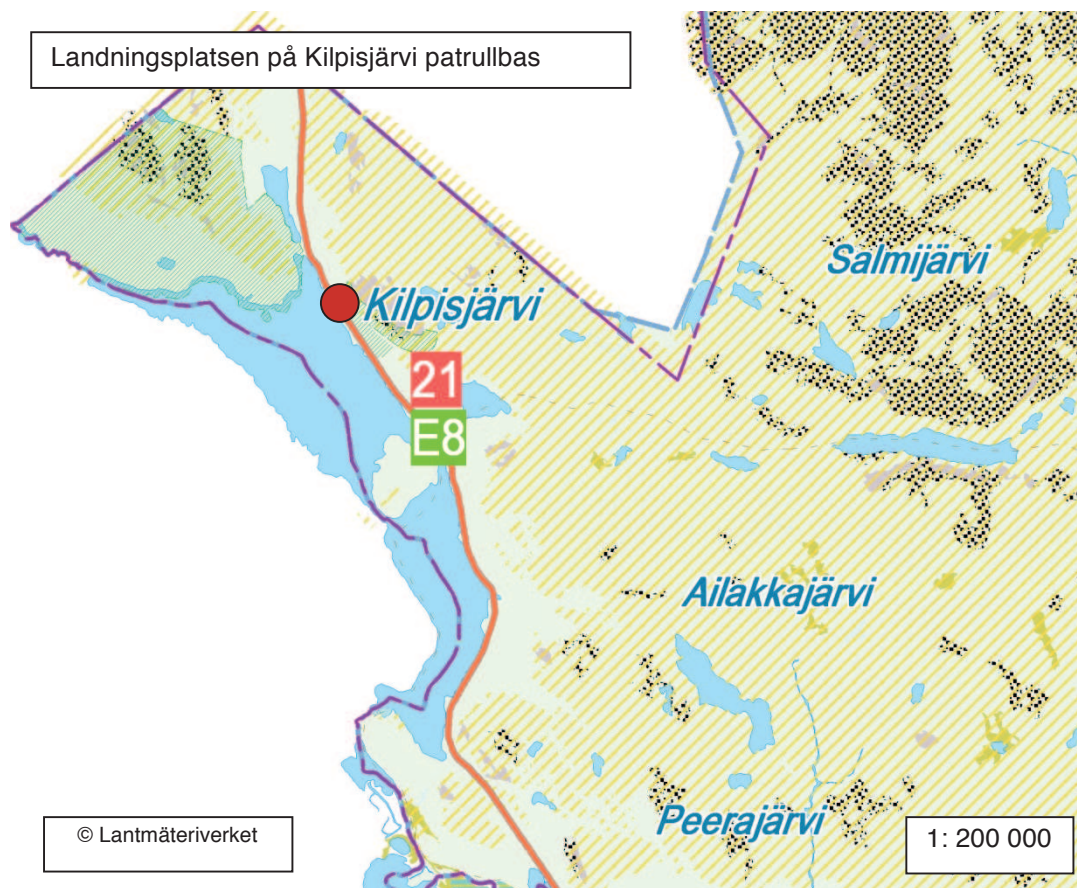 Landningsplatsen på Kilpisjärvi patrullbas
Salmijärvi
Kilpisjärvi
21
E8
Ailakkajärvi
Peerajärvi
© Lantmäteriverket
1: 200 000